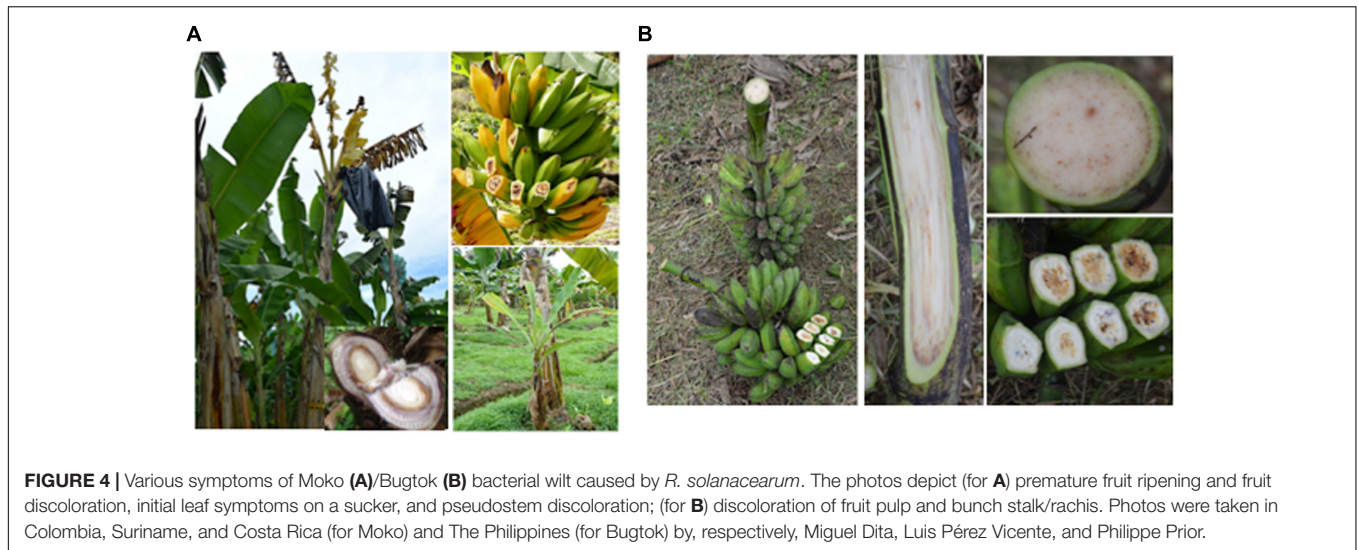 A
B
FIGURE 4 | Various symptoms of Moko (A)/Bugtok (B) bacterial wilt caused by R. solanacearum. The photos depict (for A) premature fruit ripening and fruit
discoloration, initial leaf symptoms on a sucker, and pseudostem discoloration; (for B) discoloration of fruit pulp and bunch stalk/rachis. Photos were taken in
Colombia, Suriname, and Costa Rica (for Moko) and The Philippines (for Bugtok) by, respectively, Miguel Dita, Luis Pérez Vicente, and Philippe Prior.